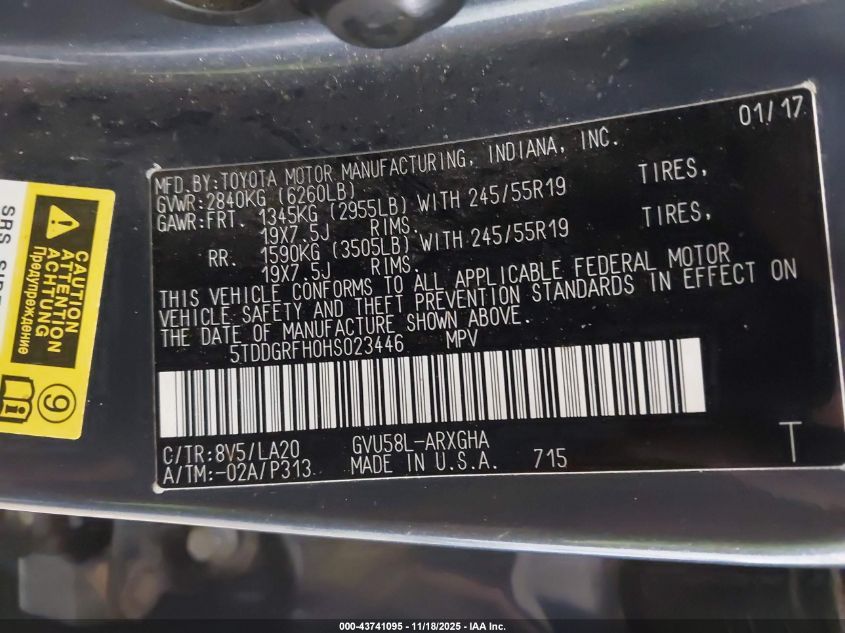 01/17
MFD.BY:TOYOTA MOTOR MANUFACTURING, INDIANA, INC.
GVWR:2840KG (6260LB)
GAWR:FRT. 1345KG (2955LB) WITH 245/55R19 TIRES,
19X7.5J RIMS.
RR. 1590KG (3505LB) WITH 245/55R19 TIRES,
19X7.5J RIMS.
THIS VEHICLE CONFORMS TO ALL APPLICABLE FEDERAL MOTOR
VEHICLE SAFETY AND THEFT PREVENTION STANDARDS IN EFFECT ON
THE DATE OF MANUFACTURE SHOWN ABOVE.
5TDDGRFH0HS023446 MPV
C/TR:8V5/LA20 GVU58L-ARXGHA
A/TM:-02A/P313 MADE IN U.S.A. 715 T
CAUTION
ATTENTION
ACHTUNG
Предупреждение
9
SRS
000-43741095 - 11/18/2025 - IAA Inc.